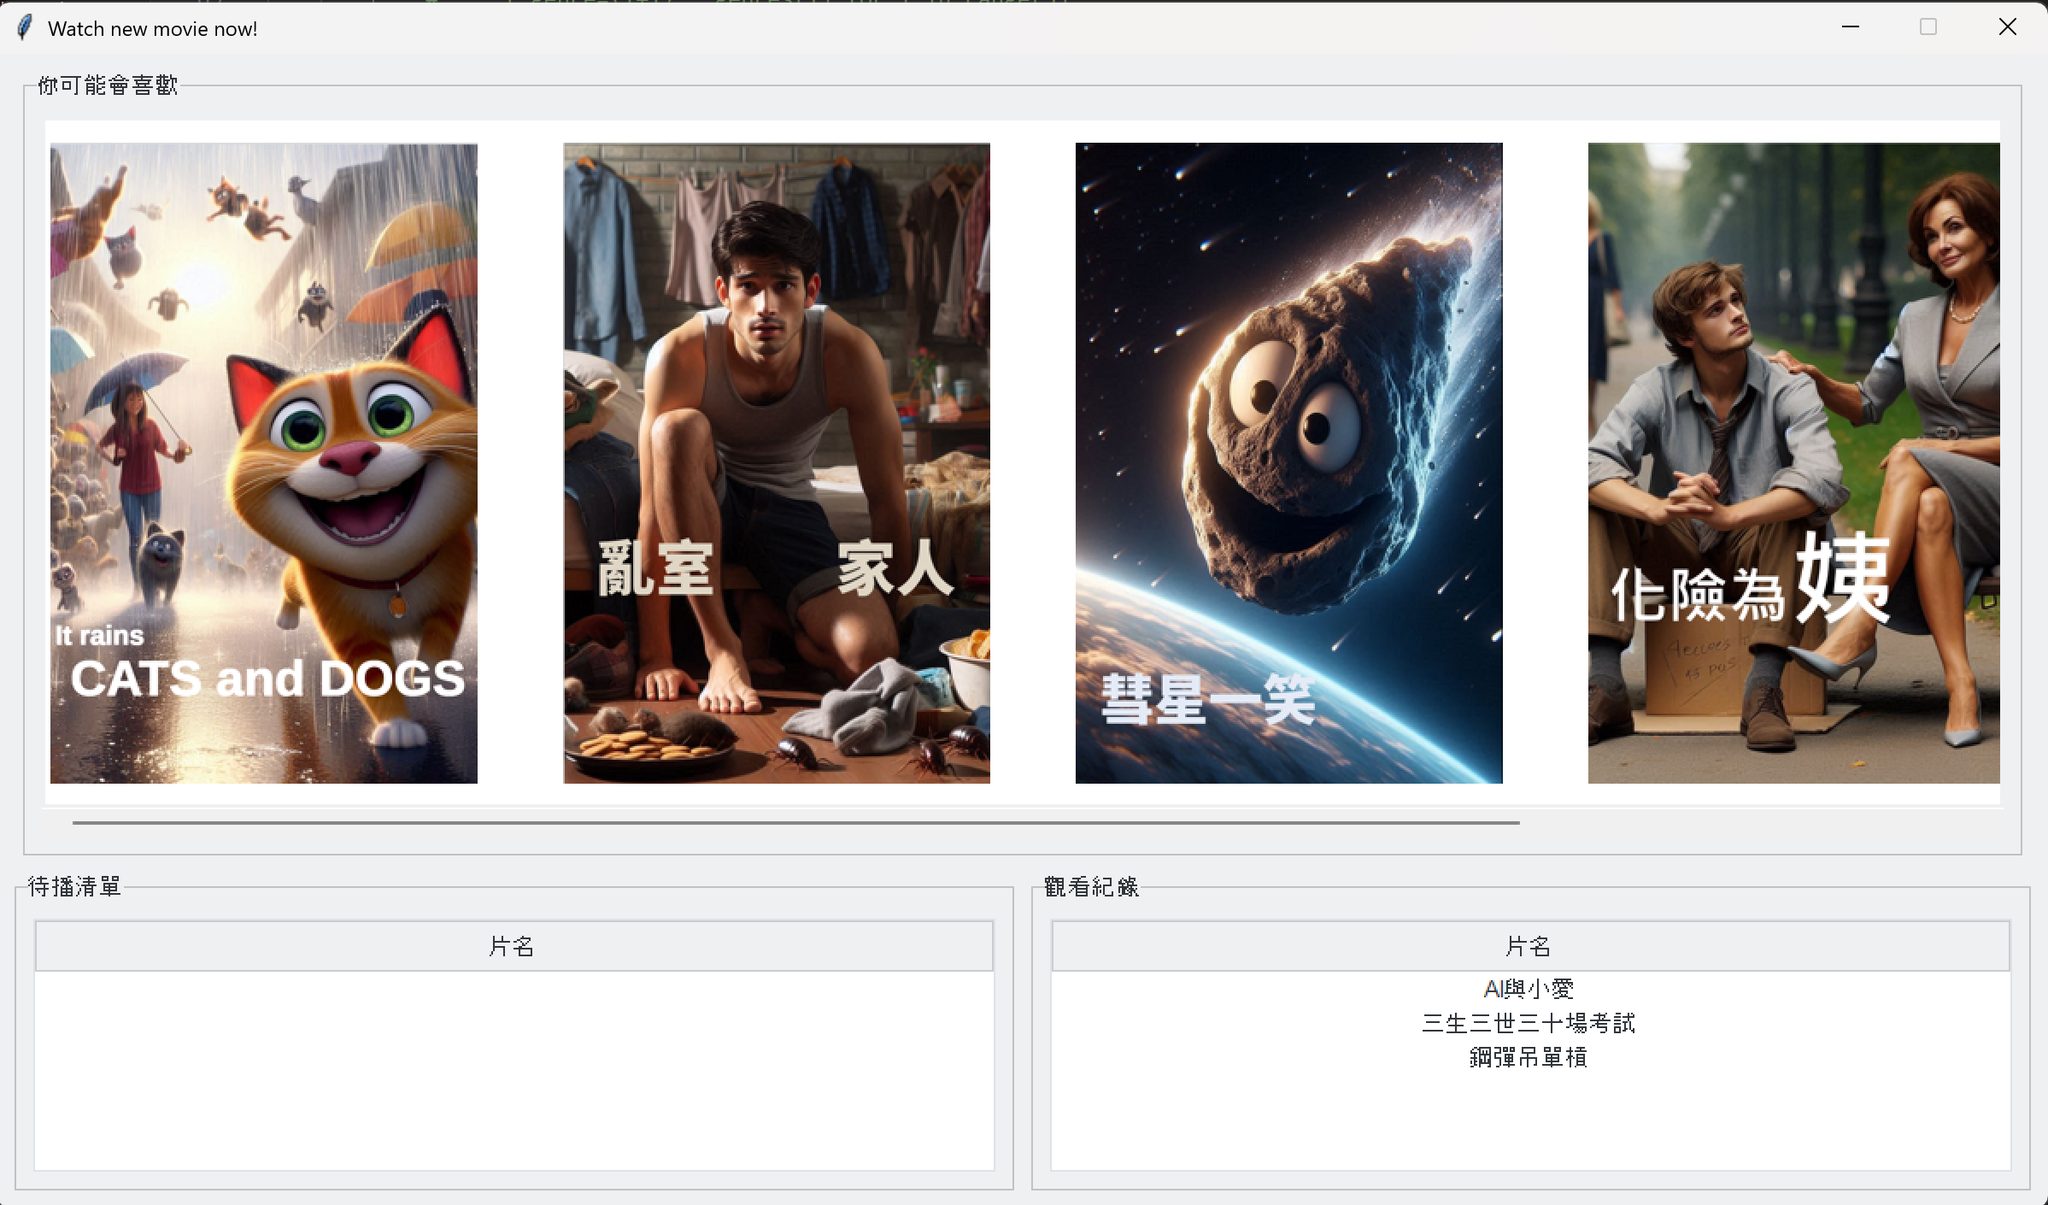 Watch new movie now!
你可能會喜歡
It rains
CATS and DOGS
亂室 家人
彗星一笑
化險為姨
待播清單
觀看紀錄
片名
片名
AI與小愛
三生三世三十場考試
鋼彈吊單槓